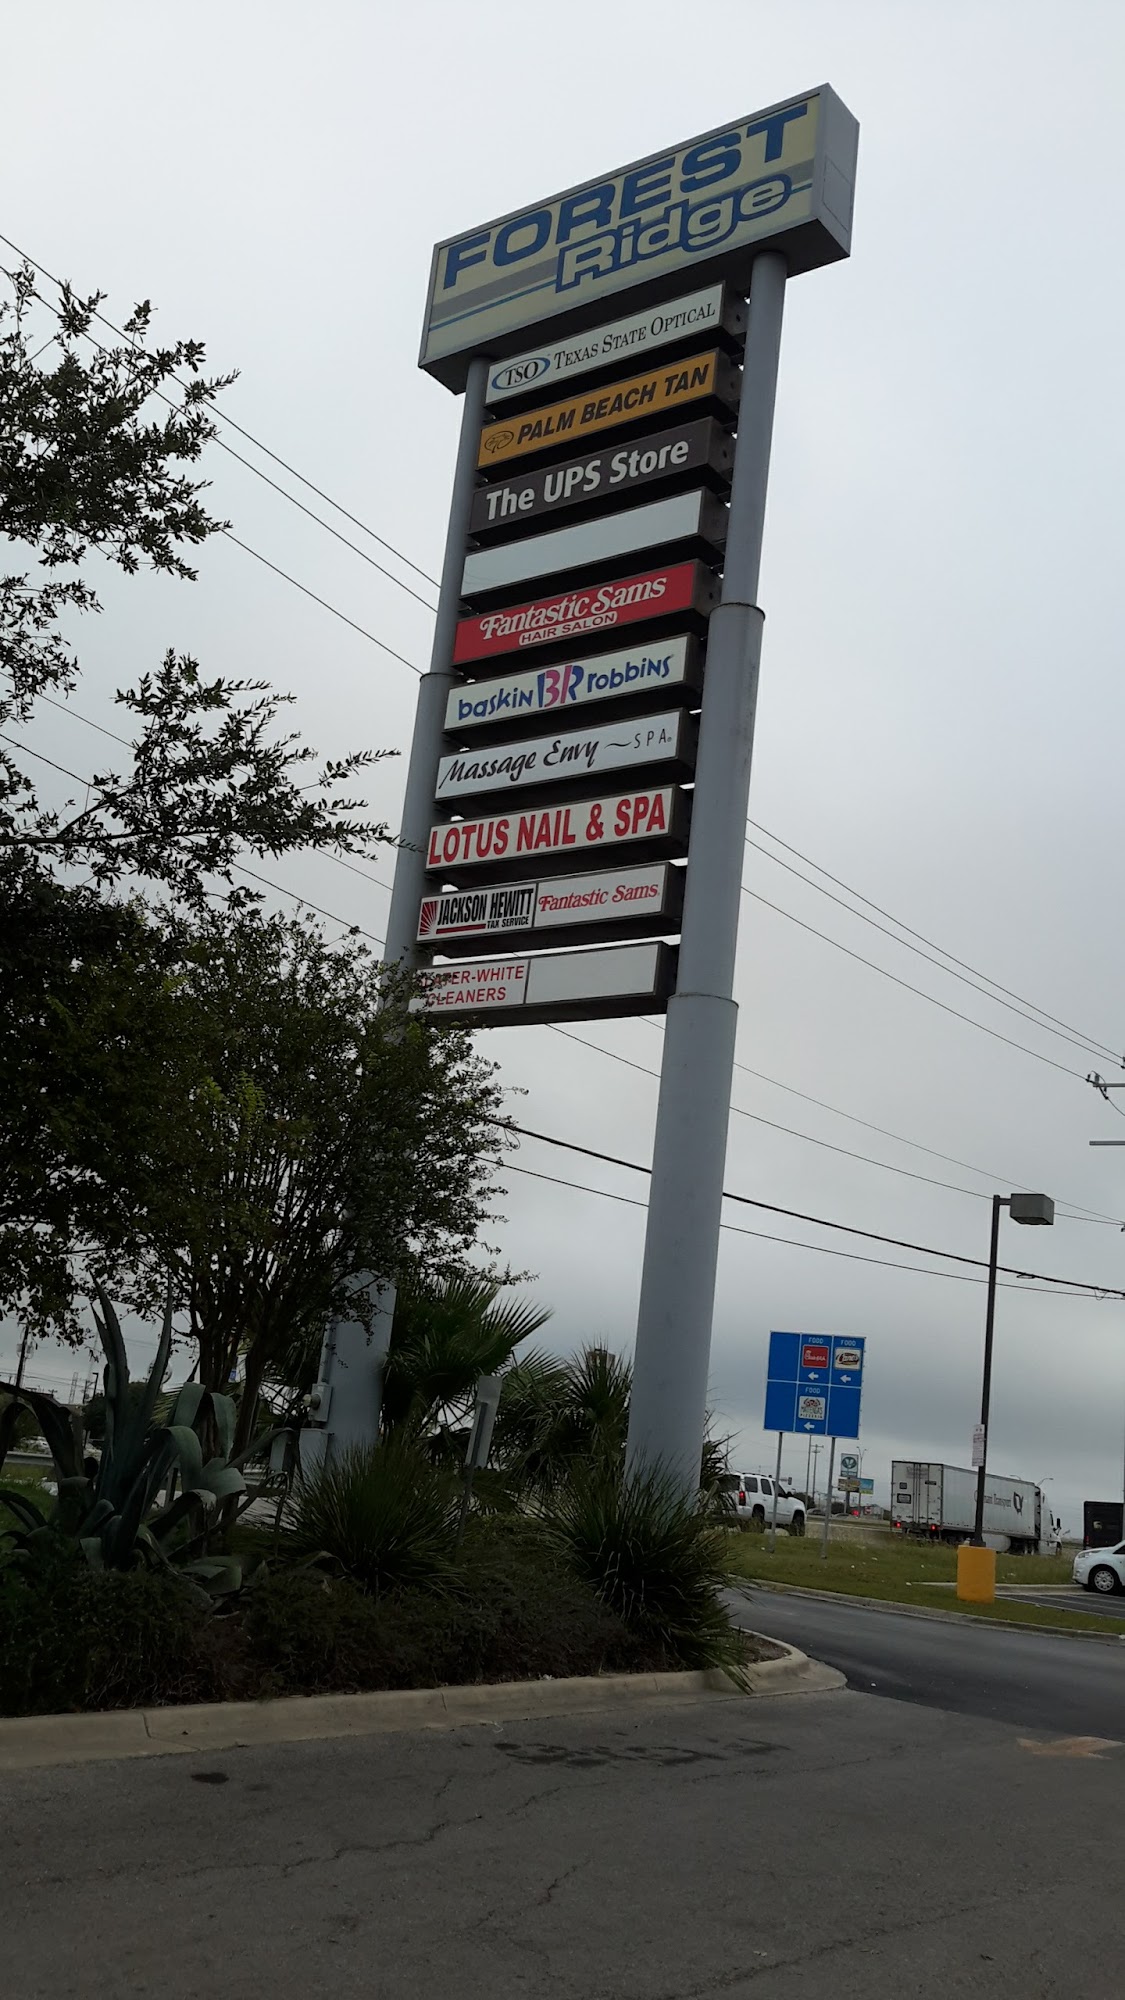 FOREST
Ridge
TSO TEXAS STATE OPTICAL
PALM BEACH TAN
The UPS Store
Fantastic Sams
HAIR SALON
baskin BR robbins
Massage Envy SPA
LOTUS NAIL & SPA
JACKSON HEWITT
TAX SERVICE
Fantastic Sams
-WHITE
CLEANERS
FOOD
FOOD
FOOD